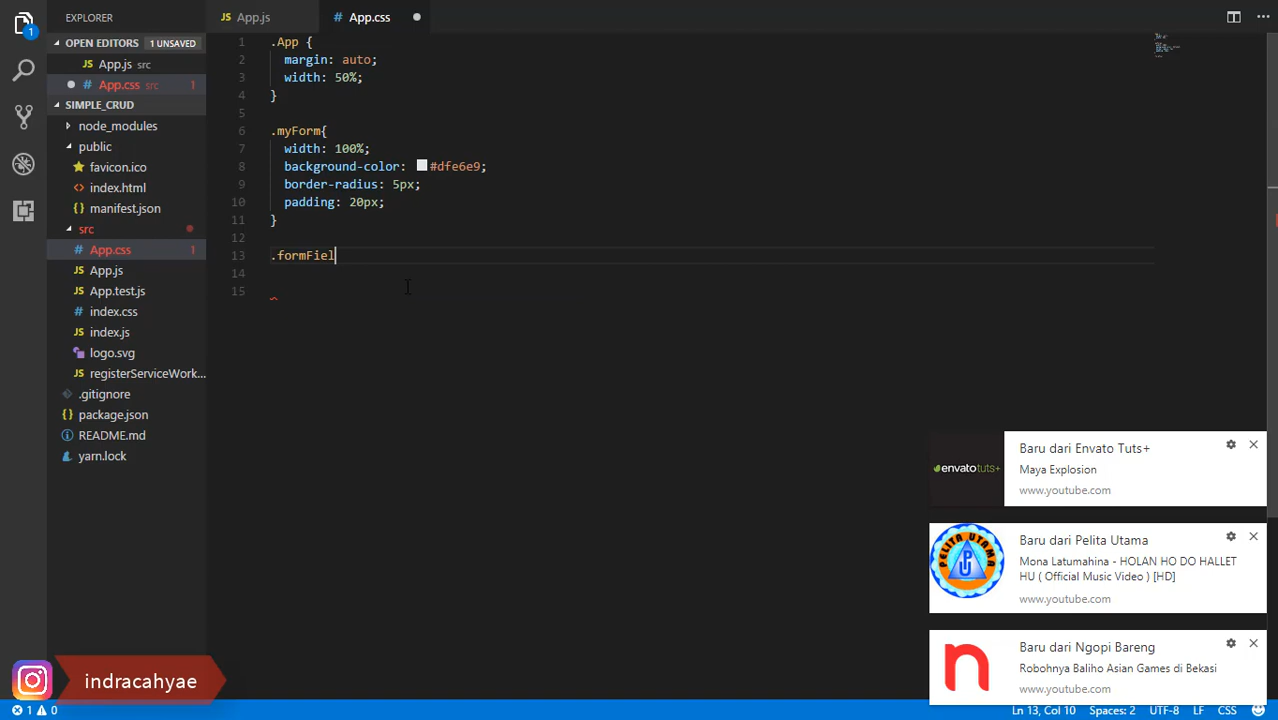 EXPLORER
JS App.js
# App.css
OPEN EDITORS 1 UNSAVED
JS App.js src
# App.css src 1
SIMPLE_CRUD
node_modules
public
favicon.ico
<> index.html
{} manifest.json
src
# App.css 1
JS App.js
JS App.test.js
# index.css
JS index.js
logo.svg
JS registerServiceWork...
.gitignore
{} package.json
README.md
yarn.lock
1
1 .App {
2 margin: auto;
3 width: 50%;
4 }
5
6 .myForm{
7 width: 100%;
8 background-color: #dfe6e9;
9 border-radius: 5px;
10 padding: 20px;
11 }
12
13 .formFiel
14
15
Baru dari Envato Tuts+
Maya Explosion
www.youtube.com
envatotuts+
Baru dari Pelita Utama
Mona Latumahina - HOLAN HO DO HALLET
HU ( Official Music Video ) [HD]
www.youtube.com
PELITA UTAMA
PU
Baru dari Ngopi Bareng
Robohnya Baliho Asian Games di Bekasi
www.youtube.com
n
indracahyae
1 0
Ln 13, Col 10 Spaces: 2 UTF-8 LF CSS